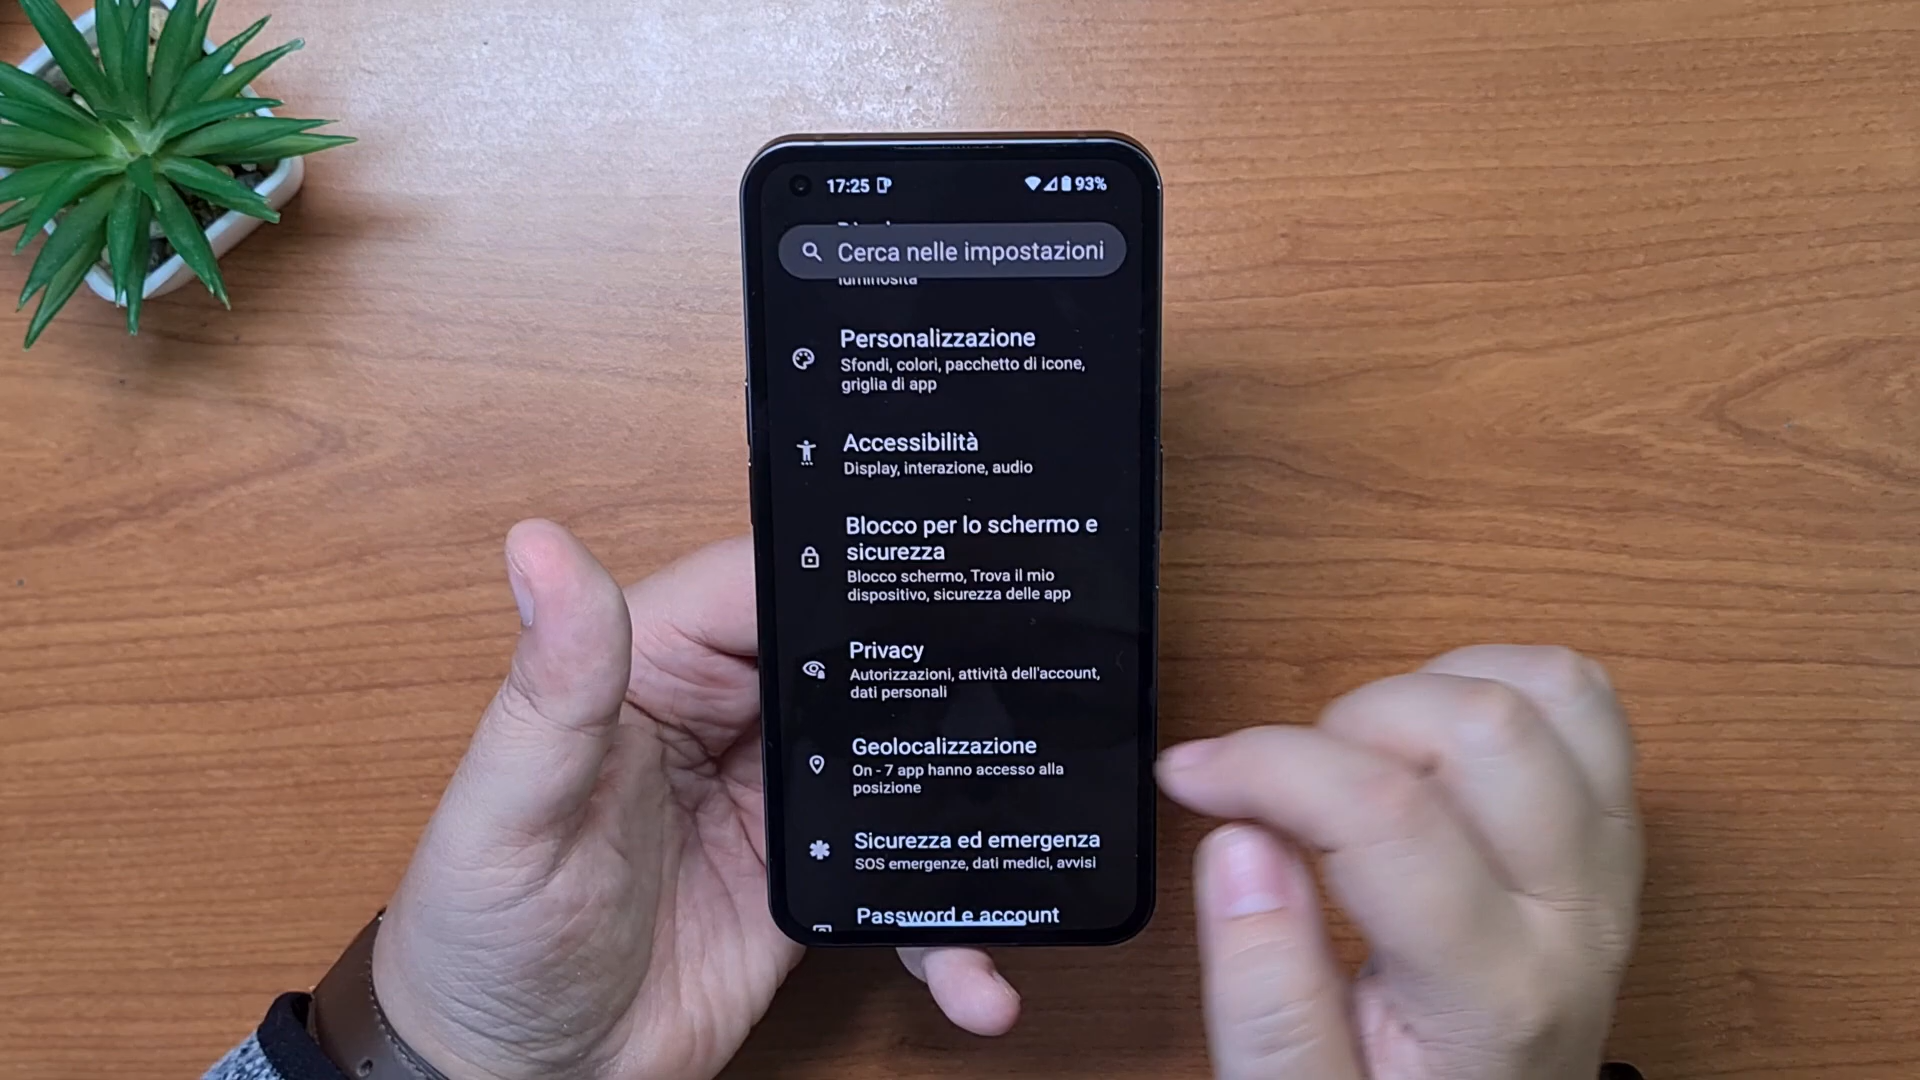 17:25
93%
Cerca nelle impostazioni
luminosità
Personalizzazione
Sfondi, colori, pacchetto di icone,
griglia di app
Accessibilità
Display, interazione, audio
Blocco per lo schermo e
sicurezza
Blocco schermo, Trova il mio
dispositivo, sicurezza delle app
Privacy
Autorizzazioni, attività dell'account,
dati personali
Geolocalizzazione
On - 7 app hanno accesso alla
posizione
Sicurezza ed emergenza
SOS emergenze, dati medici, avvisi
Password e account